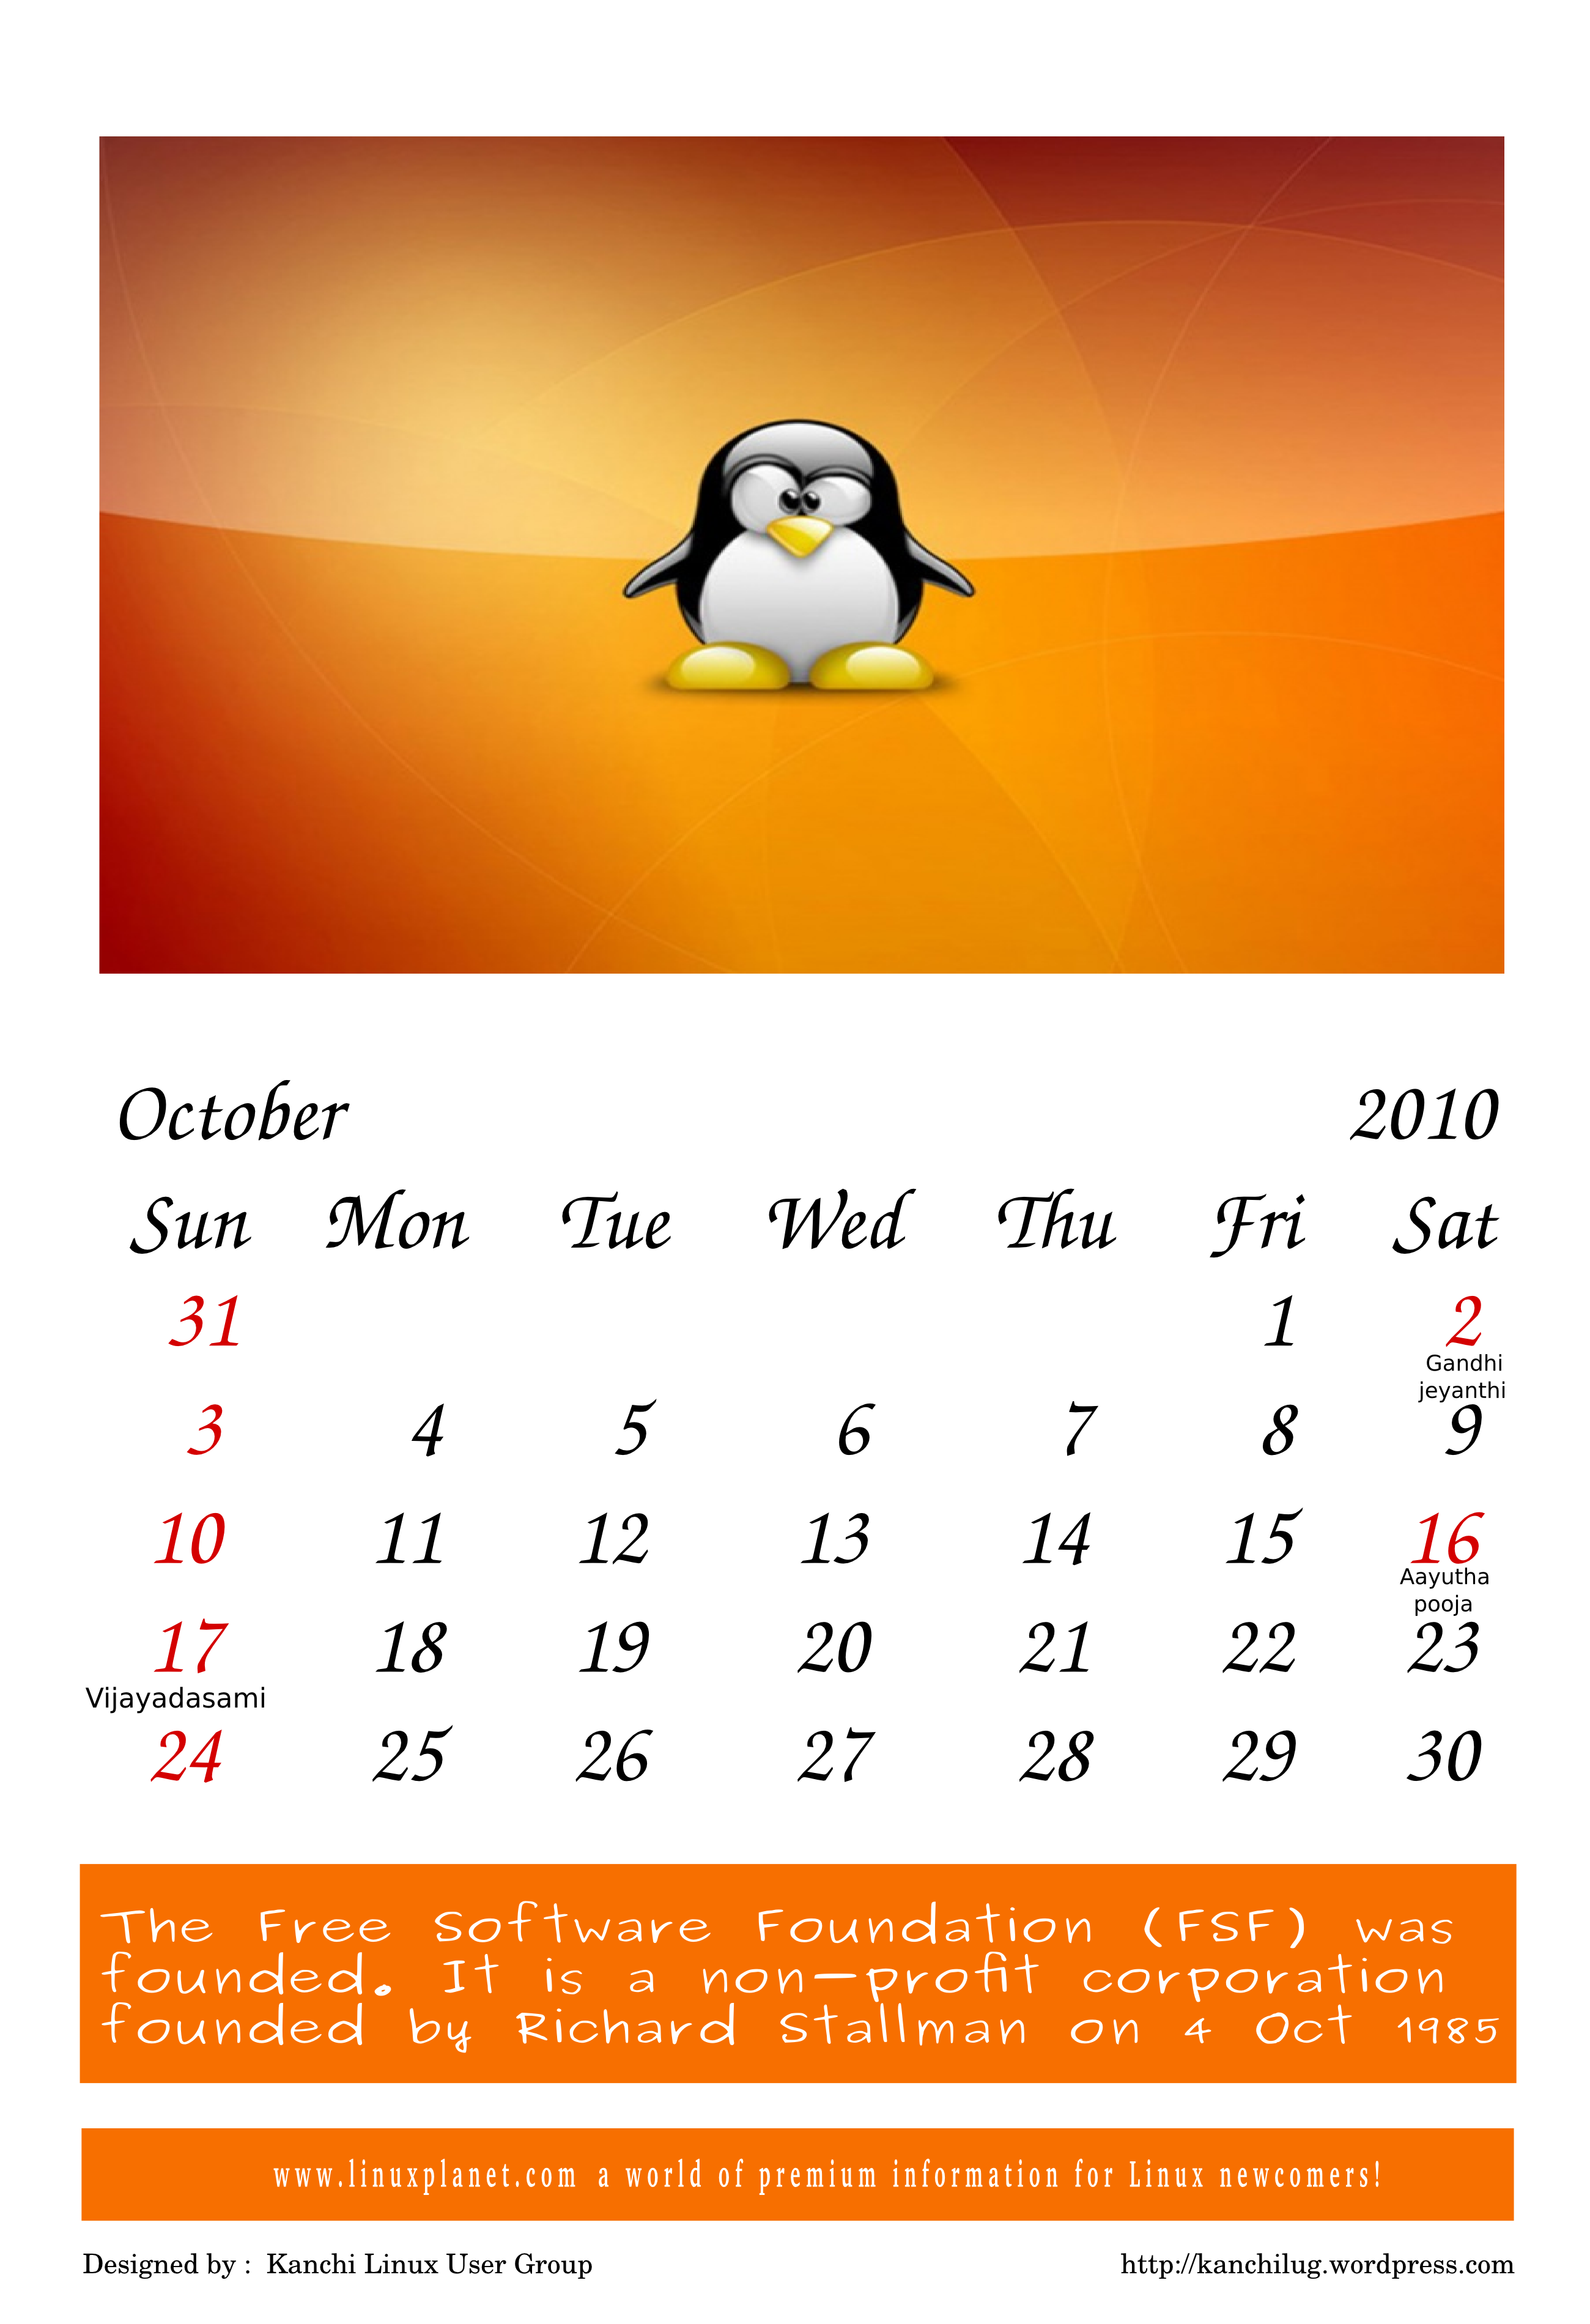 October 2010
Sun Mon Tue Wed Thu Fri Sat
31 1 2
Gandhi
jeyanthi
3 4 5 6 7 8 9
10 11 12 13 14 15 16
Aayutha
pooja
17 18 19 20 21 22 23
Vijayadasami
24 25 26 27 28 29 30
The Free Software Foundation (FSF) was
founded. It is a non-profit corporation
founded by Richard Stallman on 4 Oct 1985
www.linuxplanet.com a world of premium information for Linux newcomers!
Designed by : Kanchi Linux User Group http://kanchilug.wordpress.com